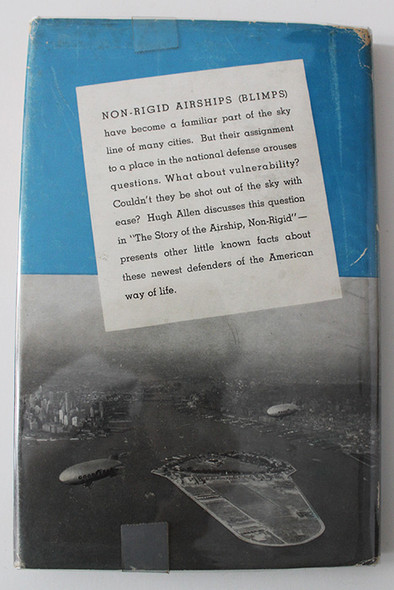 NON-RIGID AIRSHIPS (BLIMPS)
have become a familiar part of the sky
line of many cities. But their assignment
to a place in the national defense arouses
questions. What about vulnerability?
Couldn't they be shot out of the sky with
ease? Hugh Allen discusses this question
in "The Story of the Airship, Non-Rigid"—
presents other little known facts about
these newest defenders of the American
way of life.